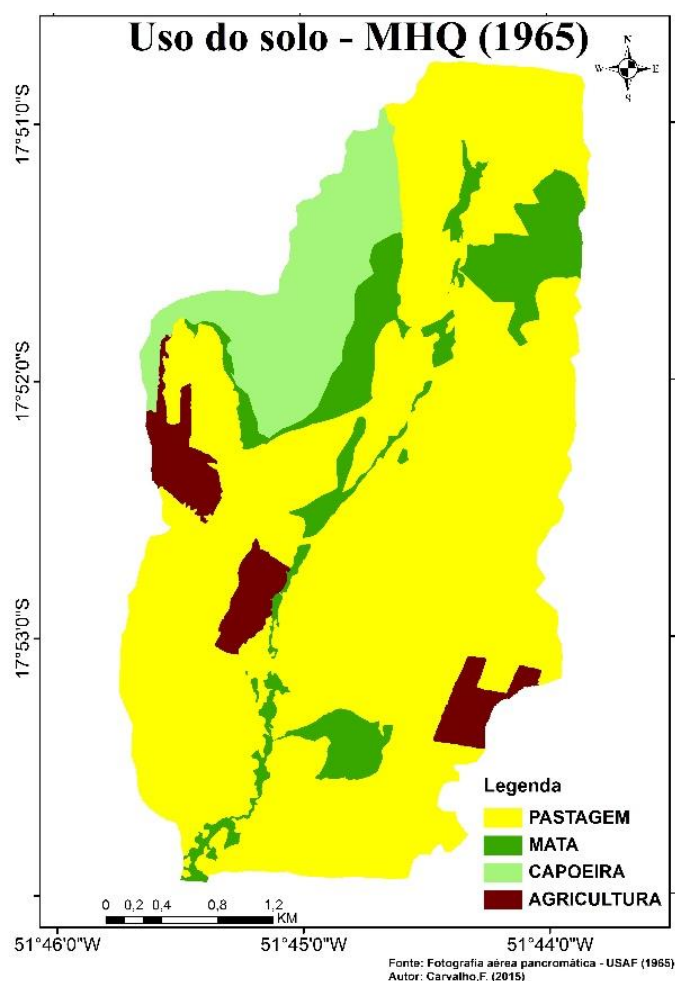 Uso do solo - MHQ (1965)
N
W E
S
17°51'0"S
17°52'0"S
17°53'0"S
Legenda
PASTAGEM
MATA
CAPOEIRA
AGRICULTURA
0 0,2 0,4 0,8 1,2
KM
51°46'0"W 51°45'0"W 51°44'0"W
Fonte: Fotografia aérea pancromática - USAF (1965)
Autor: Carvalho,F. (2015)